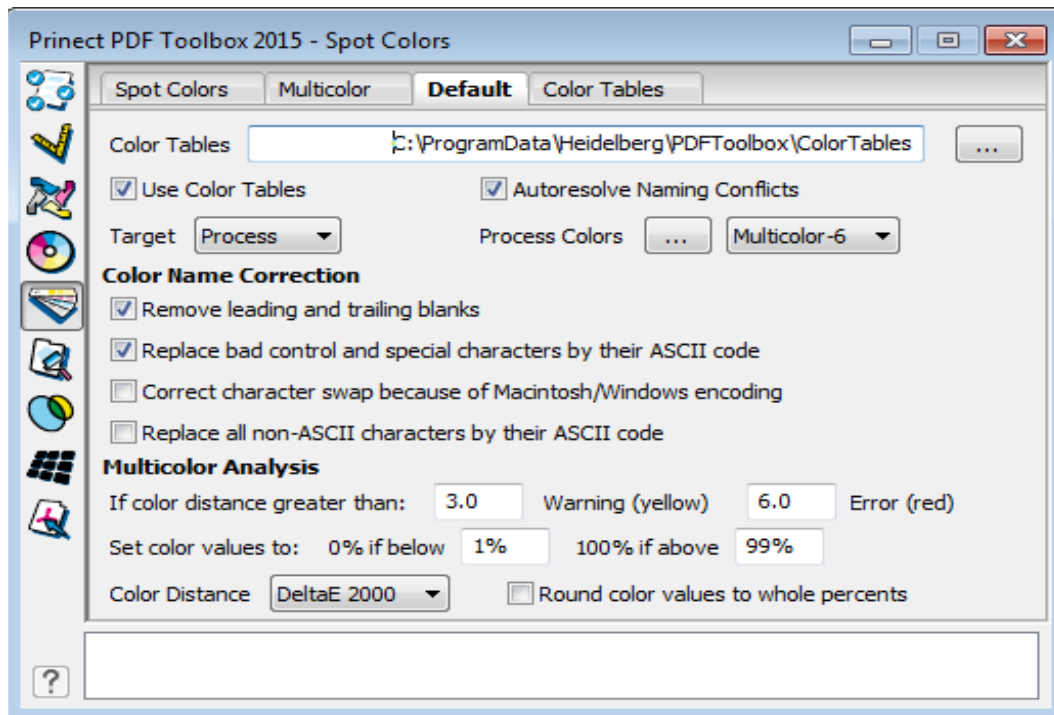 Prinect PDF Toolbox 2015 - Spot Colors
Spot Colors Multicolor Default Color Tables
Color Tables C:\ProgramData\Heidelberg\PDFToolbox\ColorTables ...
Use Color Tables Autoresolve Naming Conflicts
Target Process Process Colors ... Multicolor-6
Color Name Correction
Remove leading and trailing blanks
Replace bad control and special characters by their ASCII code
Correct character swap because of Macintosh/Windows encoding
Replace all non-ASCII characters by their ASCII code
Multicolor Analysis
If color distance greater than: 3.0 Warning (yellow) 6.0 Error (red)
Set color values to: 0% if below 1% 100% if above 99%
Color Distance DeltaE 2000 Round color values to whole percents
?